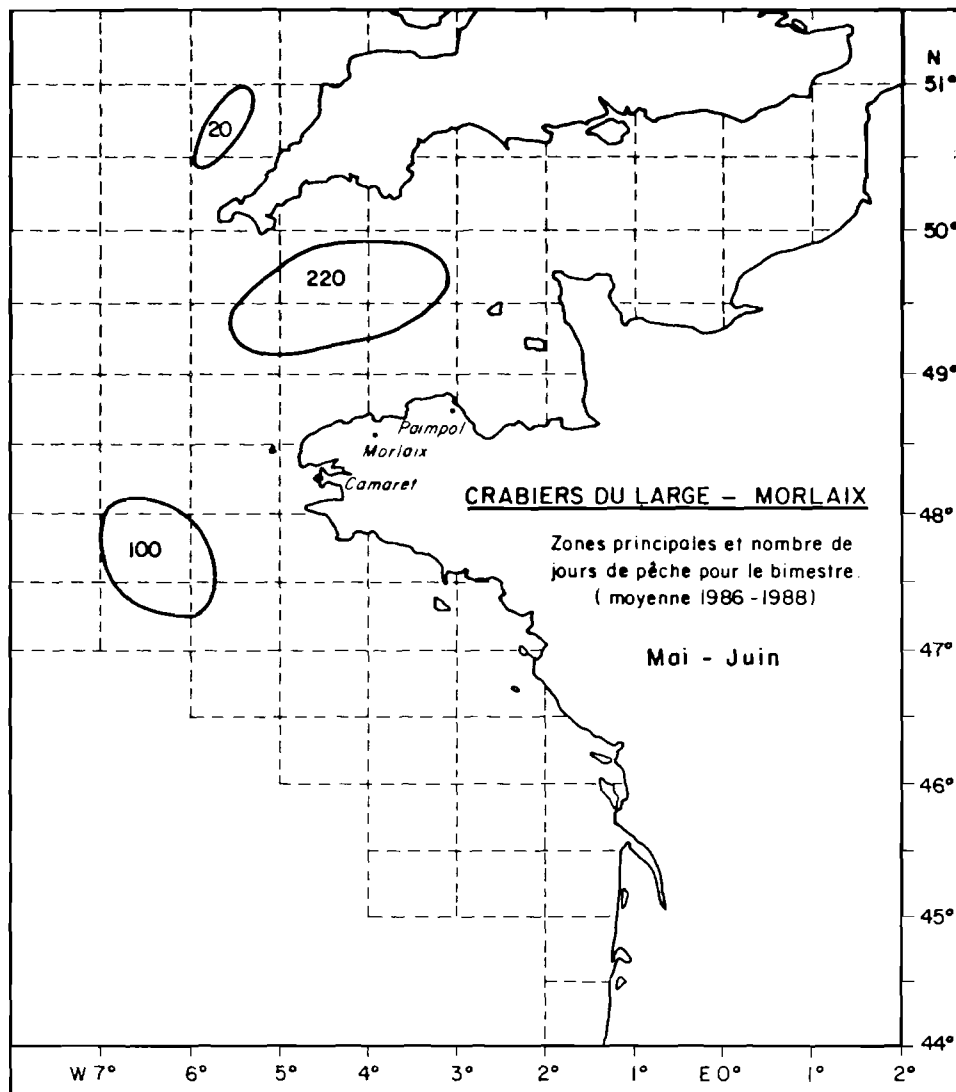 N
51°
20
50°
220
49°
Paimpol
Morlaix
Camaret
CRABIERS DU LARGE – MORLAIX
48°
100
Zones principales et nombre de
jours de pêche pour le bimestre.
( moyenne 1986 - 1988)
Mai - Juin
47°
46°
45°
44°
W 7° 6° 5° 4° 3° 2° 1° E 0° 1° 2°